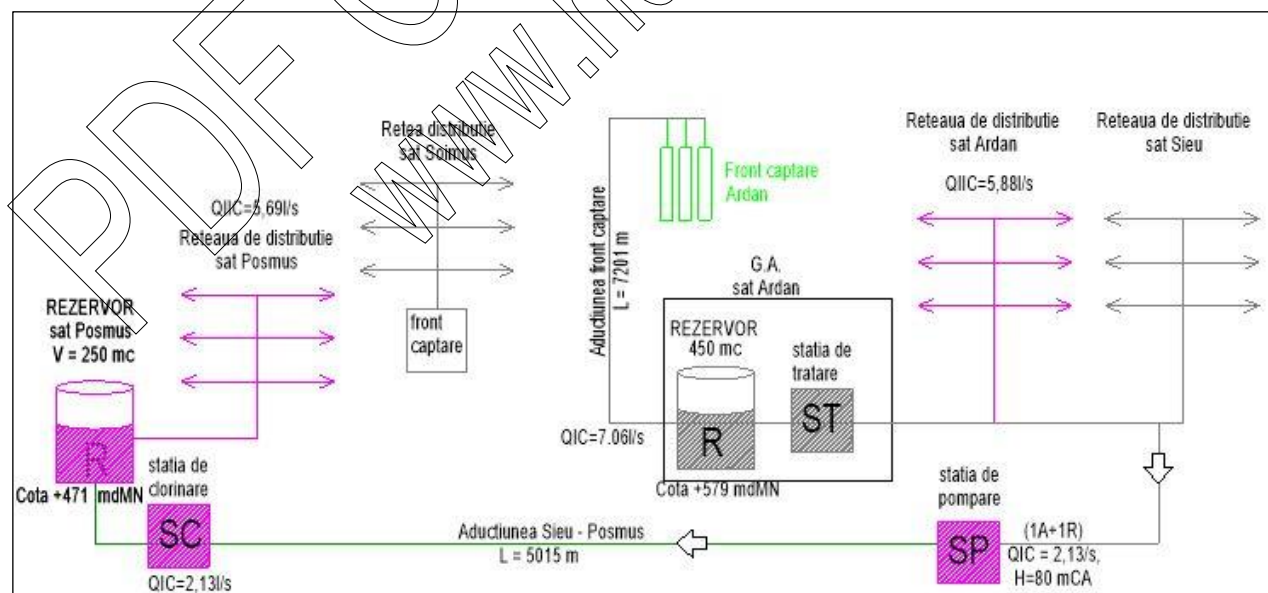 PDF
www.
Retea distributie
sat Soimus
QIIC=5,69l/s
Reteaua de distributie
sat Posmus
REZERVOR
sat Posmus
V = 250 mc
R
Cota +471 mdMN
statia de
clorinare
SC
QIC=2,13l/s
front
captare
Aductiunea Sieu - Posmus
L = 5015 m
Aductiunea front captare
L = 7201 m
Front captare
Ardan
G.A.
sat Ardan
REZERVOR
450 mc
R
statia de
tratare
ST
QIC=7.06l/s
Cota +579 mdMN
Reteaua de distributie
sat Ardan
QIIC=5,88l/s
Reteaua de distributie
sat Sieu
statia de
pompare
SP
(1A+1R)
QIC = 2,13/s,
H=80 mCA